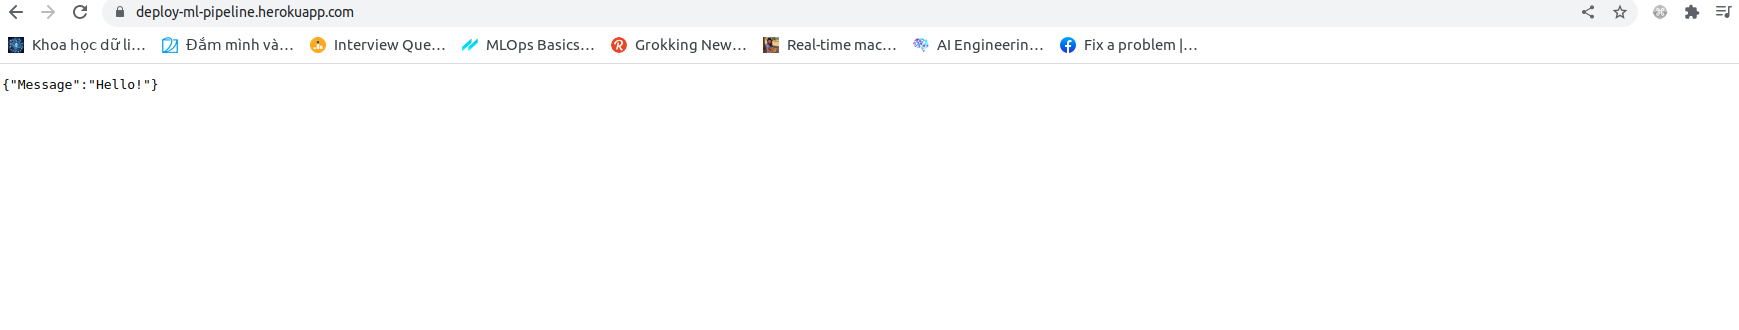 deploy-ml-pipeline.herokuapp.com
Khoa học dữ li... Đắm mình và... Interview Que... MLOps Basics... Grokking New... Real-time mac... AI Engineerin... Fix a problem |...
{"Message":"Hello!"}